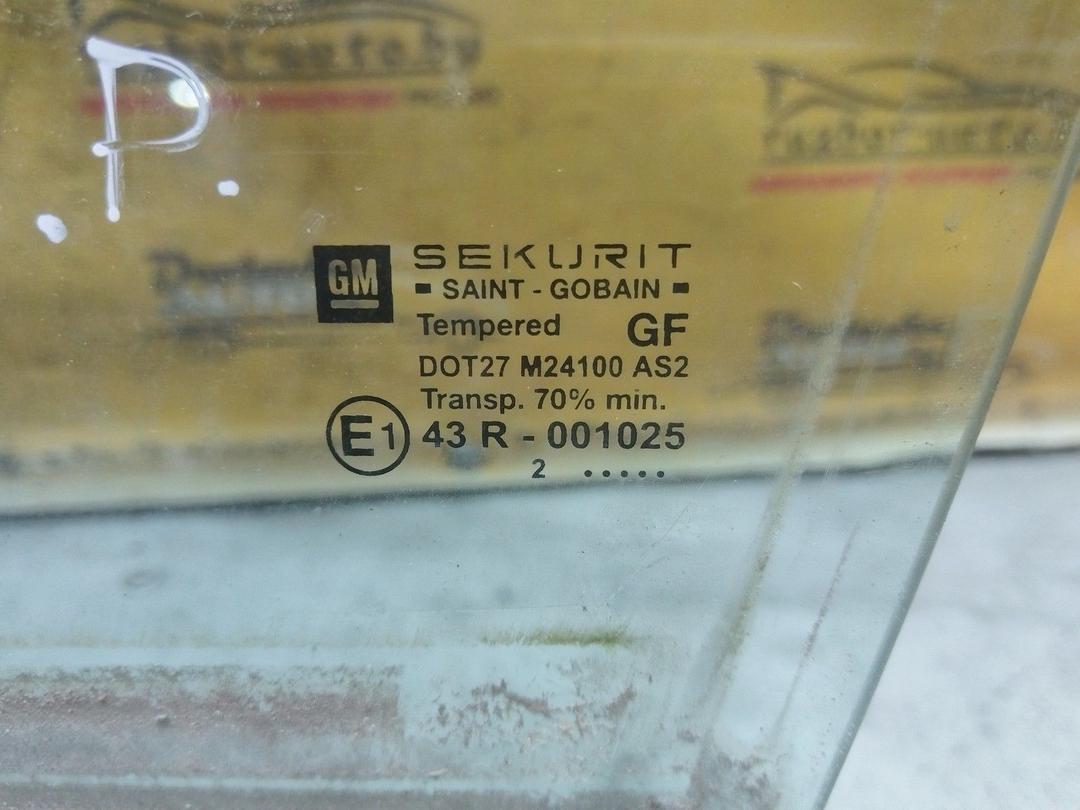 P.
GM
SEKURIT
SAINT - GOBAIN
Tempered GF
DOT27 M24100 AS2
Transp. 70% min.
E1 43 R - 001025
2 .....